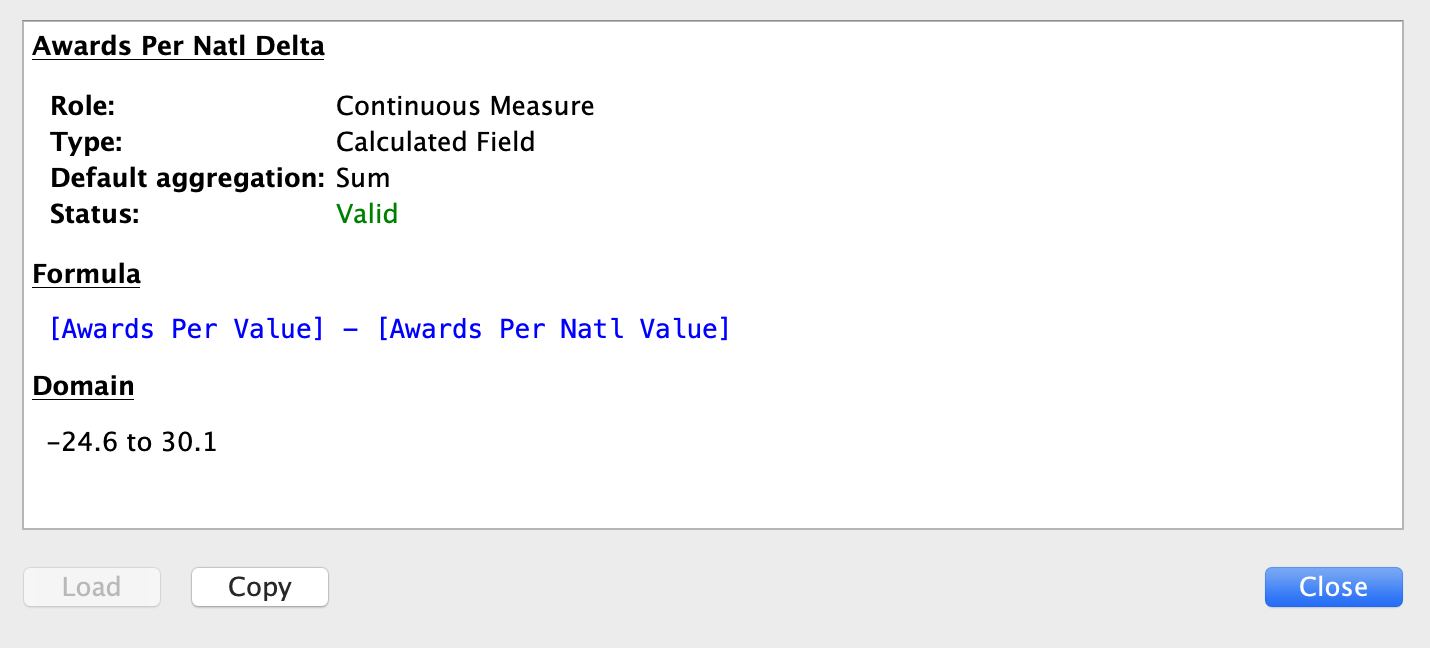 Awards Per Natl Delta
Role: Continuous Measure
Type: Calculated Field
Default aggregation: Sum
Status: Valid
Formula
[Awards Per Value] – [Awards Per Natl Value]
Domain
–24.6 to 30.1
Load Copy Close